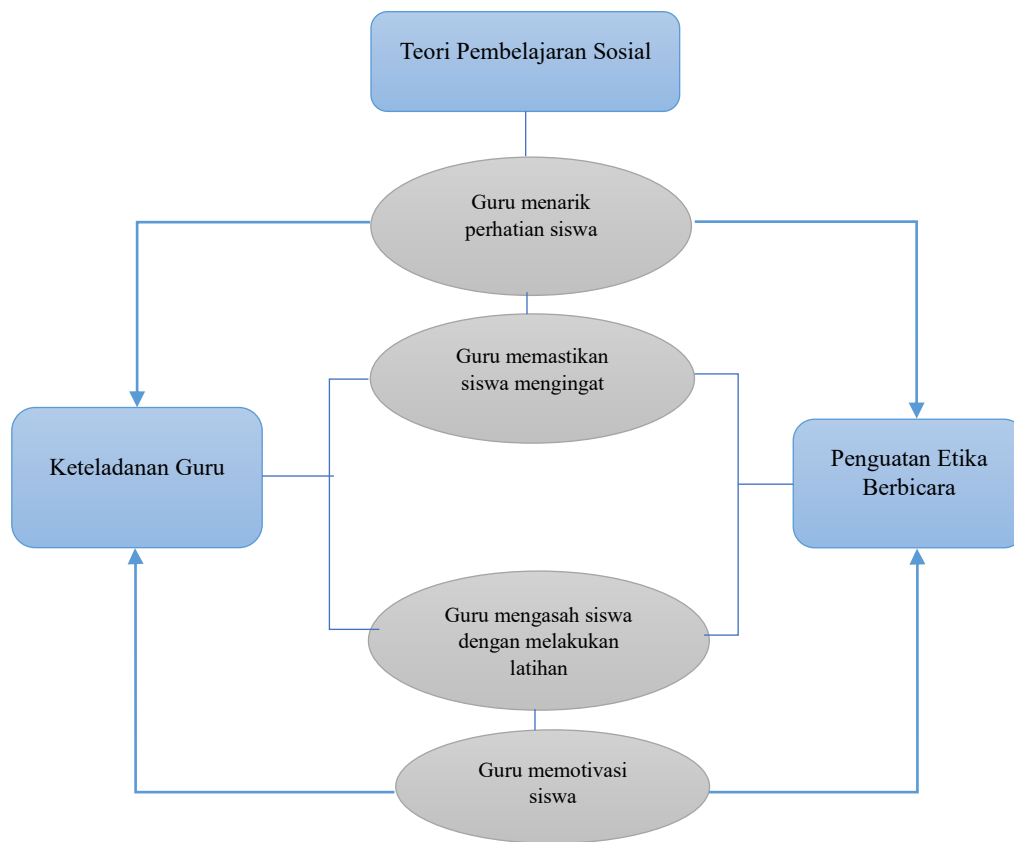 Teori Pembelajaran Sosial
Guru menarik
perhatian siswa
Guru memastikan
siswa mengingat
Keteladanan Guru
Penguatan Etika
Berbicara
Guru mengasah siswa
dengan melakukan
latihan
Guru memotivasi
siswa